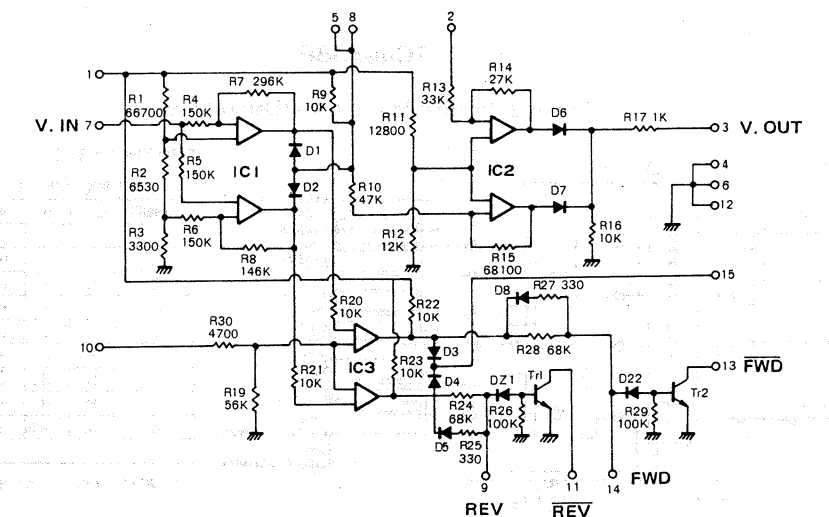 5 8 2
1
R7 296K
R9
10K
R13
33K
R14
27K
R1
66700
R4
150K
V. IN 7
R11
12800
D6
R17 1K
3 V. OUT
IC1
D1
IC2
R5
150K
R2
6530
D2
R10
47K
D7
4
6
12
R3
3300
R6
150K
R12
12K
R16
10K
R8
146K
R15
68100
15
R20
10K
R22
10K
D8 R27 330
R30
4700
10
IC3
D3
R28 68K
R23
10K
R21
10K
D4
DZ1
Tr1
D22
13 FWD
R19
56K
R24
68K
R26
100K
R29
100K
Tr2
D5
R25
330
9
11
14
FWD
REV
REV